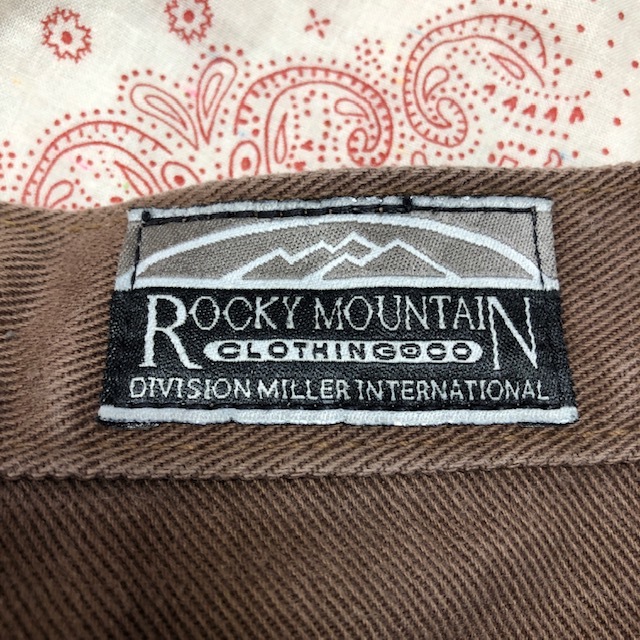 ROCKY MOUNTAIN
CLOTHING CO
DIVISION MILLER INTERNATIONAL